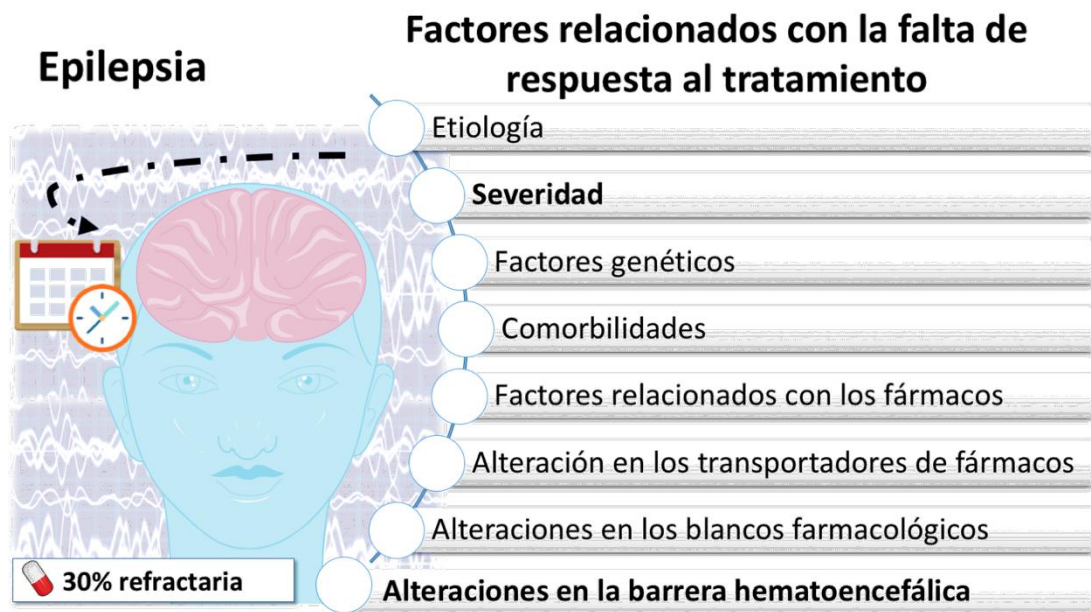 Epilepsia
Factores relacionados con la falta de
respuesta al tratamiento
Etiología
Severidad
Factores genéticos
Comorbilidades
Factores relacionados con los fármacos
Alteración en los transportadores de fármacos
Alteraciones en los blancos farmacológicos
Alteraciones en la barrera hematoencefálica
30% refractaria